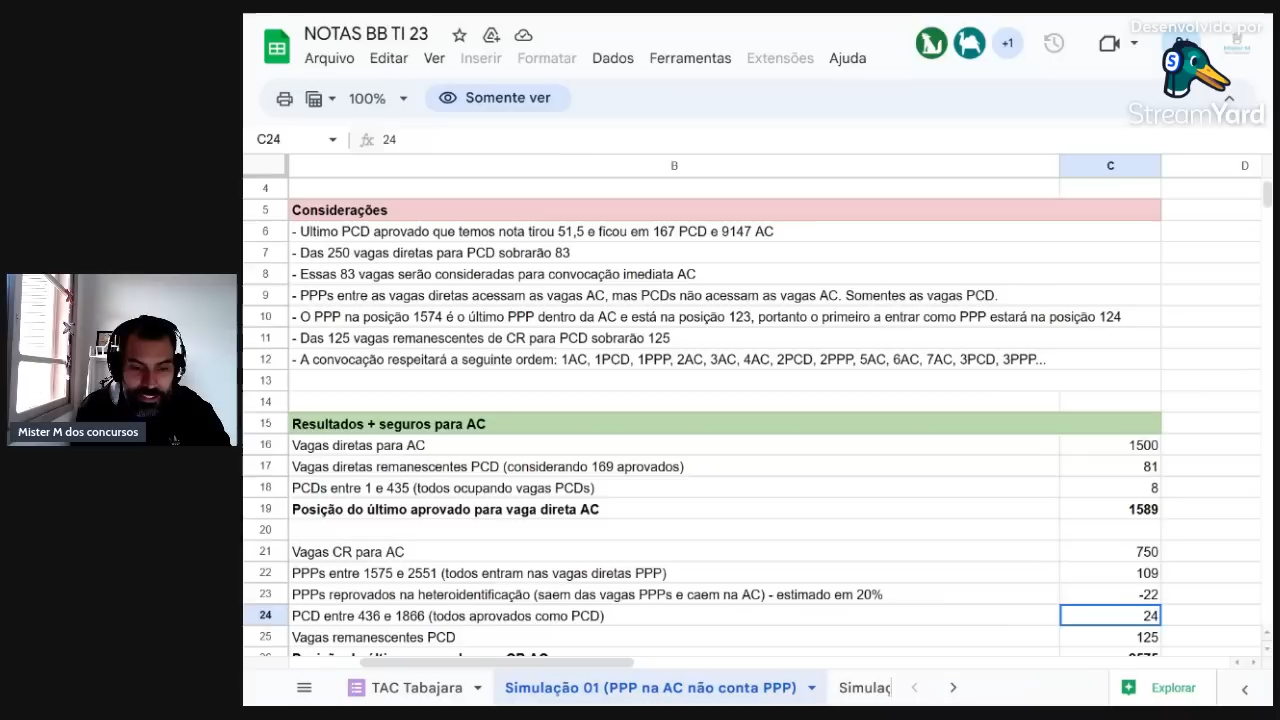 NOTAS BB TI 23
Arquivo Editar Ver Inserir Formatar Dados Ferramentas Extensões Ajuda
+1
Desenvolvido por
StreamYard
100% Somente ver
C24 fx 24
B C D
4
5 Considerações
6 - Ultimo PCD aprovado que temos nota tirou 51,5 e ficou em 167 PCD e 9147 AC
7 - Das 250 vagas diretas para PCD sobrarão 83
8 - Essas 83 vagas serão consideradas para convocação imediata AC
9 - PPPs entre as vagas diretas acessam as vagas AC, mas PCDs não acessam as vagas AC. Somentes as vagas PCD.
10 - O PPP na posição 1574 é o último PPP dentro da AC e está na posição 123, portanto o primeiro a entrar como PPP estará na posição 124
11 - Das 125 vagas remanescentes de CR para PCD sobrarão 125
12 - A convocação respeitará a seguinte ordem: 1AC, 1PCD, 1PPP, 2AC, 3AC, 4AC, 2PCD, 2PPP, 5AC, 6AC, 7AC, 3PCD, 3PPP...
13
14
15 Resultados + seguros para AC
16 Vagas diretas para AC 1500
17 Vagas diretas remanescentes PCD (considerando 169 aprovados) 81
18 PCDs entre 1 e 435 (todos ocupando vagas PCDs) 8
19 Posição do último aprovado para vaga direta AC 1589
20
21 Vagas CR para AC 750
22 PPPs entre 1575 e 2551 (todos entram nas vagas diretas PPP) 109
23 PPPs reprovados na heteroidentificação (saem das vagas PPPs e caem na AC) - estimado em 20% -22
24 PCD entre 436 e 1866 (todos aprovados como PCD) 24
25 Vagas remanescentes PCD 125
TAC Tabajara Simulação 01 (PPP na AC não conta PPP) Simulaç Explorar
Mister M dos concursos